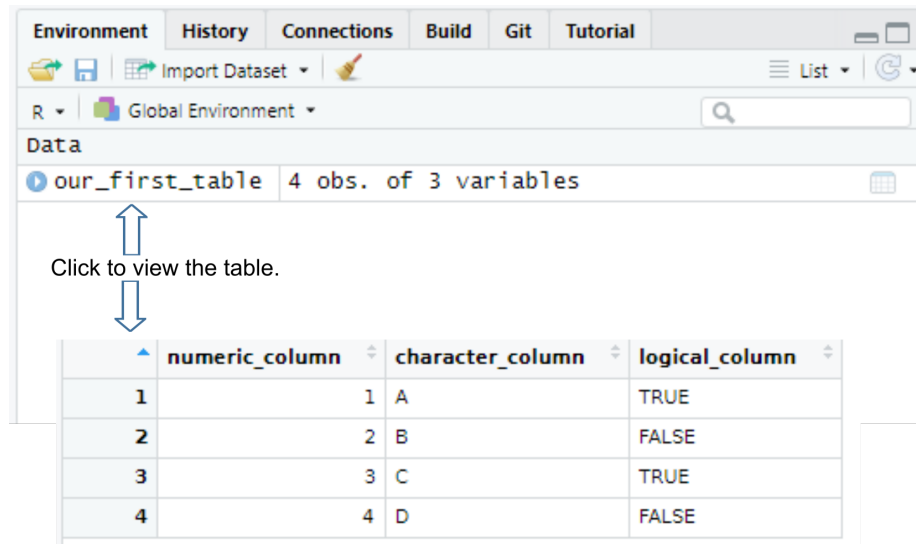 Environment History Connections Build Git Tutorial
Import Dataset List
R Global Environment
Data
our_first_table 4 obs. of 3 variables
Click to view the table.
numeric_column character_column logical_column
1 1 A TRUE
2 2 B FALSE
3 3 C TRUE
4 4 D FALSE